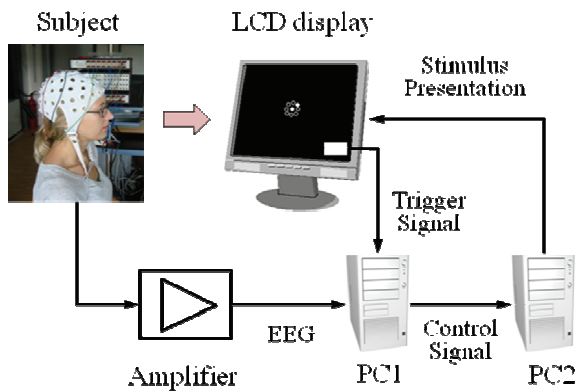 Subject
LCD display
Stimulus
Presentation
Trigger
Signal
EEG
Control
Signal
Amplifier
PC1
PC2